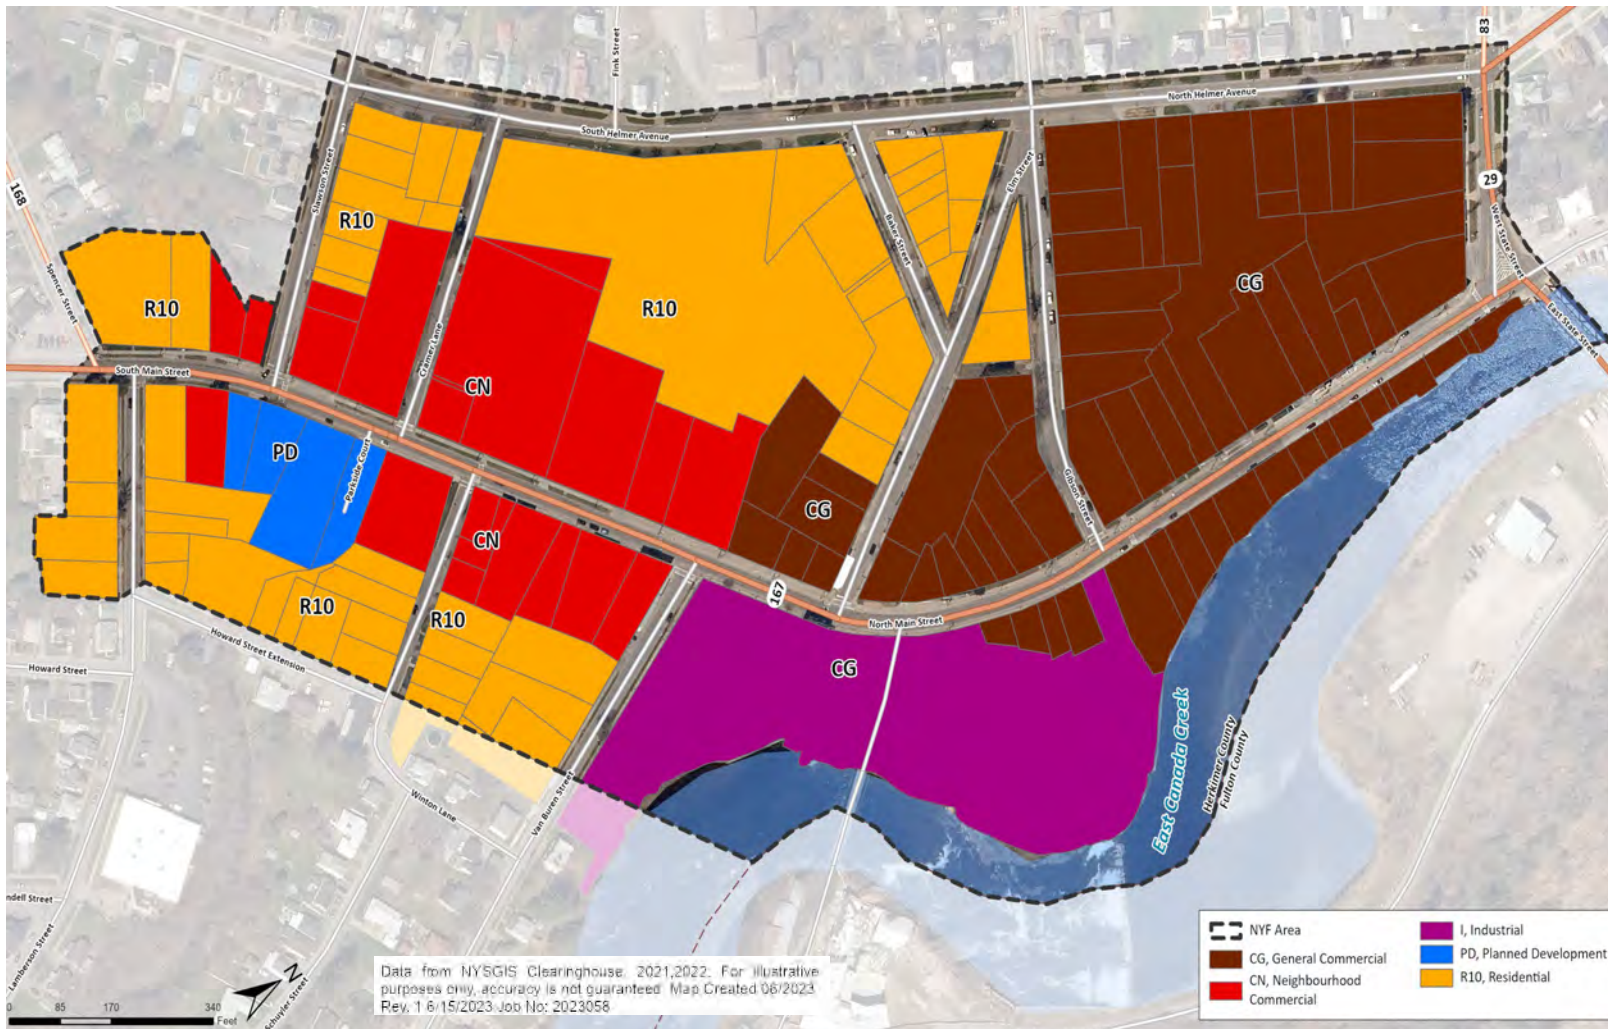 83
Fink Street
North Helmer Avenue
South Helmer Avenue
Slawson Street
Elm Street
168
29
R10
Baker Street
West State Street
Spencer Street
CG
R10
R10
East State Street
Cramer Lane
South Main Street
CN
PD
Parkside Court
Gibson Street
CG
CN
167
R10
R10
North Main Street
Howard Street Extension
Howard Street
CG
East Canada Creek
Herkimer County
Fulton County
Winton Lane
Van Buren Street
ndell Street
Lamberson Street
Schuyler Street
N
0 85 170 340
Feet
Data from NYSGIS Clearinghouse. 2021,2022. For illustrative
purposes only, accuracy is not guaranteed. Map Created 06/2023
Rev. 1 6/15/2023 Job No: 2023058
NYF Area
CG, General Commercial
CN, Neighbourhood
Commercial
I, Industrial
PD, Planned Development
R10, Residential